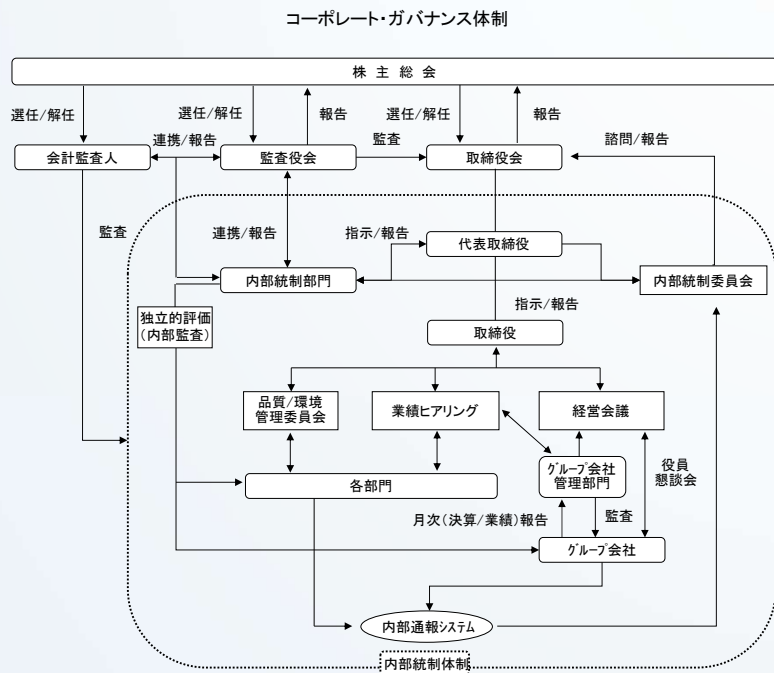 コーポレート・ガバナンス体制
株 主 総 会
選任/解任
選任/解任
報告
選任/解任
報告
連携/報告
監査
諮問/報告
会計監査人
監査役会
取締役会
監査
連携/報告
指示/報告
代表取締役
内部統制部門
内部統制委員会
指示/報告
独立的評価
(内部監査)
取締役
品質/環境
管理委員会
業績ヒアリング
経営会議
グループ会社
管理部門
役員
懇談会
各部門
月次(決算/業績)報告
監査
グループ会社
内部通報システム
内部統制体制